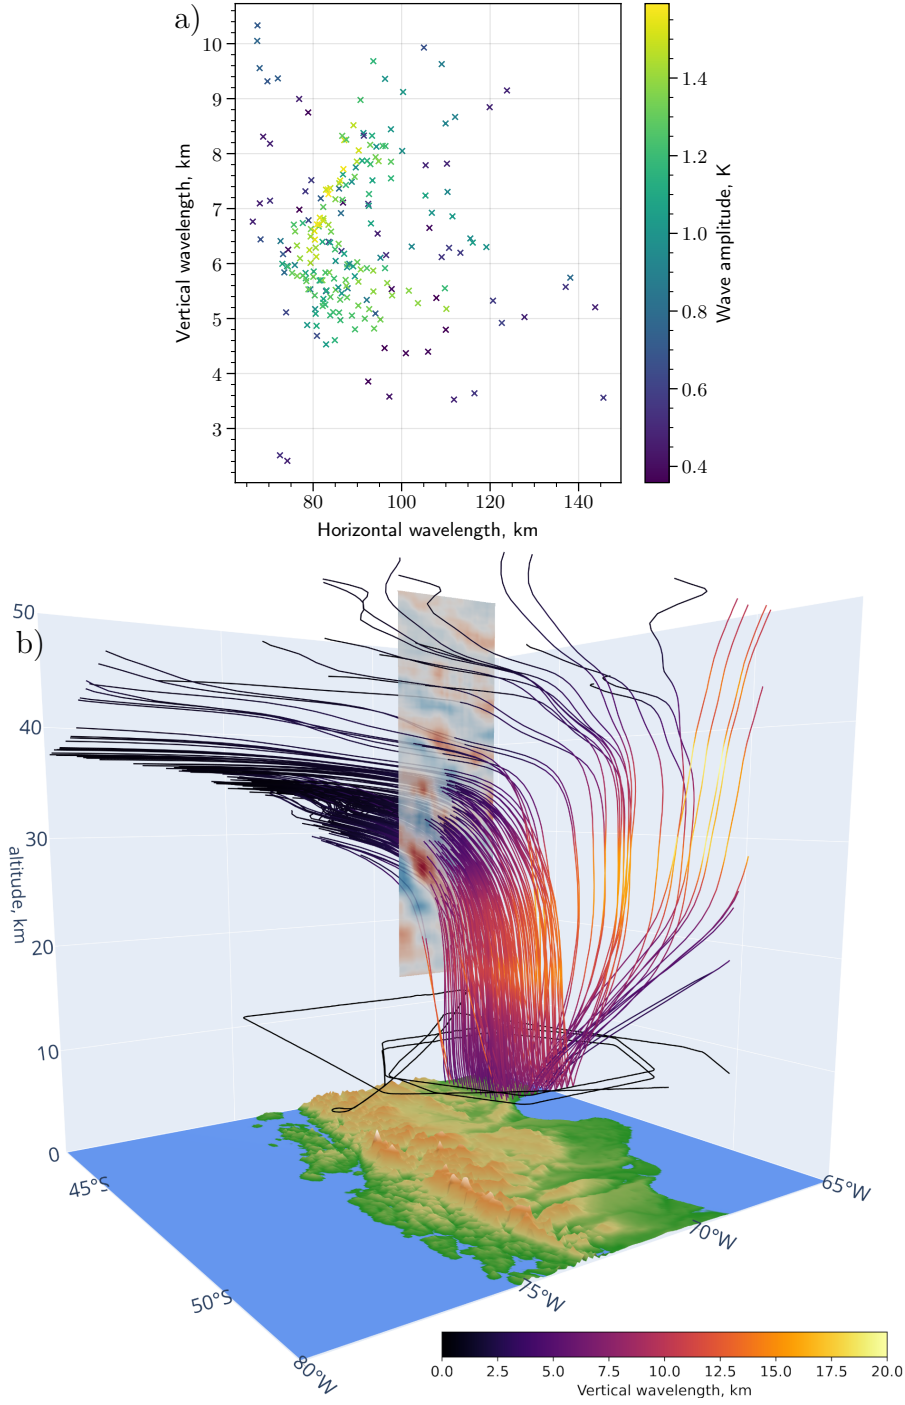 a)
10
9
8
7
6
5
4
3
Vertical wavelength, km
80
100
120
140
Horizontal wavelength, km
1.4
1.2
1.0
0.8
0.6
0.4
Wave amplitude, K
b)
50
40
30
20
10
0
altitude, km
45°S
50°S
80°W
75°W
70°W
65°W
0.0 2.5 5.0 7.5 10.0 12.5 15.0 17.5 20.0
Vertical wavelength, km